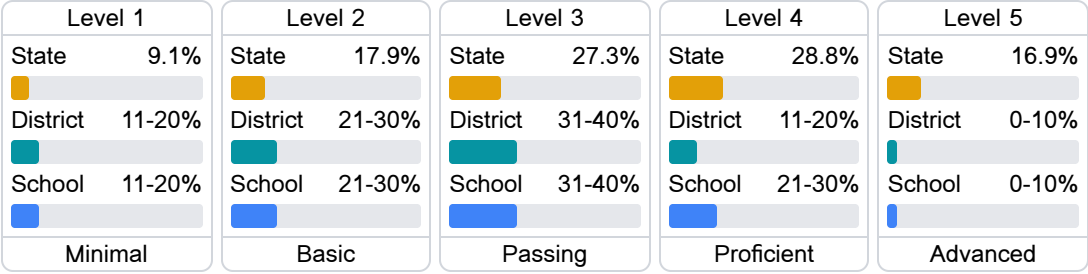 Level 1
State 9.1%
District 11-20%
School 11-20%
Minimal
Level 2
State 17.9%
District 21-30%
School 21-30%
Basic
Level 3
State 27.3%
District 31-40%
School 31-40%
Passing
Level 4
State 28.8%
District 11-20%
School 21-30%
Proficient
Level 5
State 16.9%
District 0-10%
School 0-10%
Advanced